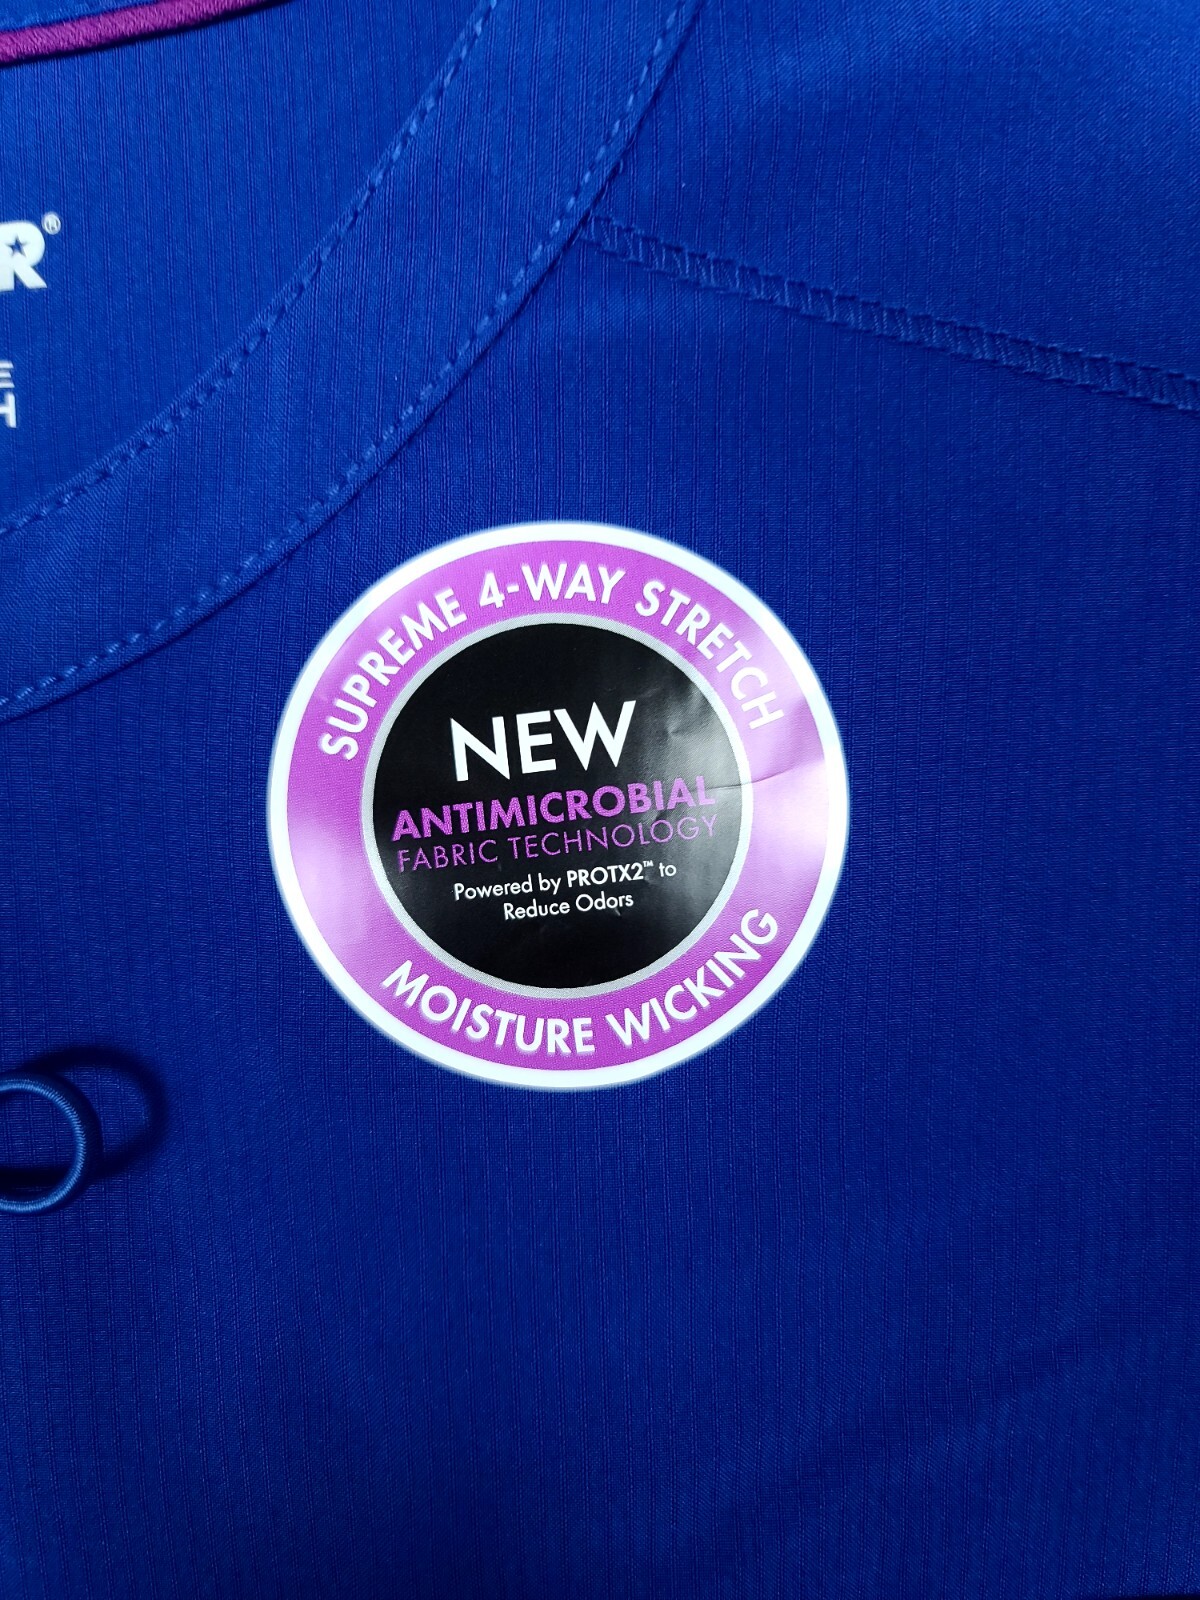 SUPREME 4-WAY STRETCH
NEW
ANTIMICROBIAL
FABRIC TECHNOLOGY
Powered by PROTX2™ to
Reduce Odors
MOISTURE WICKING